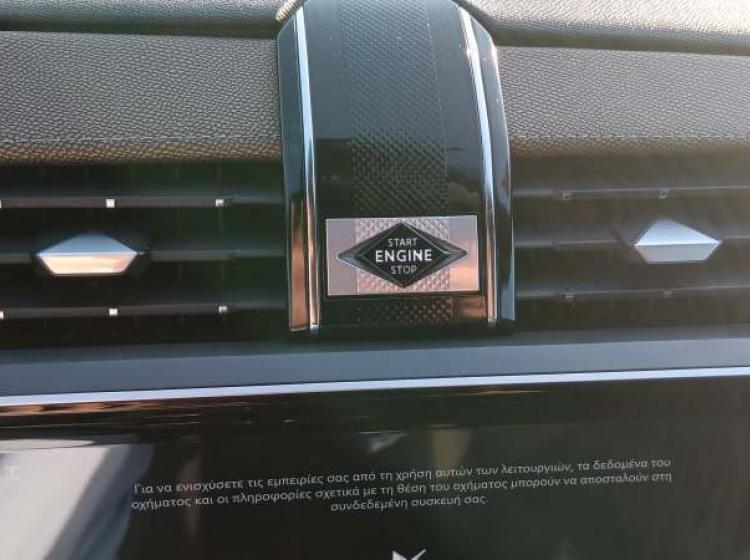 START
ENGINE
STOP
°C
Για να ενισχύσετε τις εμπειρίες σας από τη χρήση αυτών των λειτουργιών, τα δεδομένα του
οχήματος και οι πληροφορίες σχετικά με τη θέση του οχήματος μπορούν να αποσταλούν στη
συνδεδεμένη συσκευή σας.